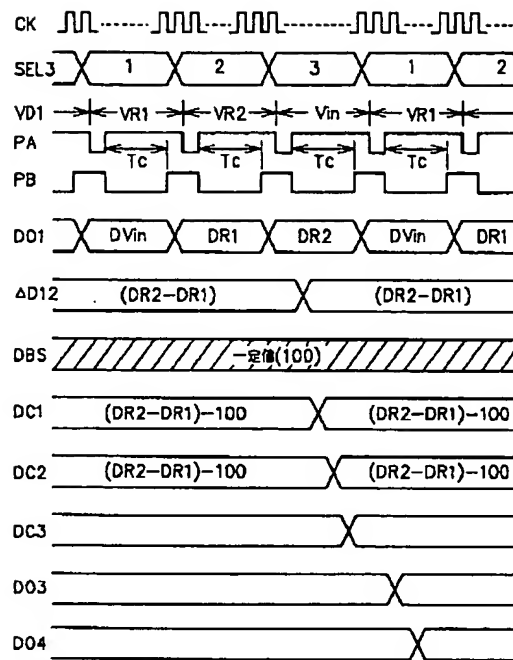 CK
SEL3 1 2 3 1 2
VD1 VR1 VR2 Vin VR1
PA
Tc Tc Tc Tc
PB
DO1 DVin DR1 DR2 DVin DR1
ΔD12 (DR2-DR1) (DR2-DR1)
DBS 一定値(100)
DC1 (DR2-DR1)-100 (DR2-DR1)-100
DC2 (DR2-DR1)-100 (DR2-DR1)-100
DC3
DO3
DO4